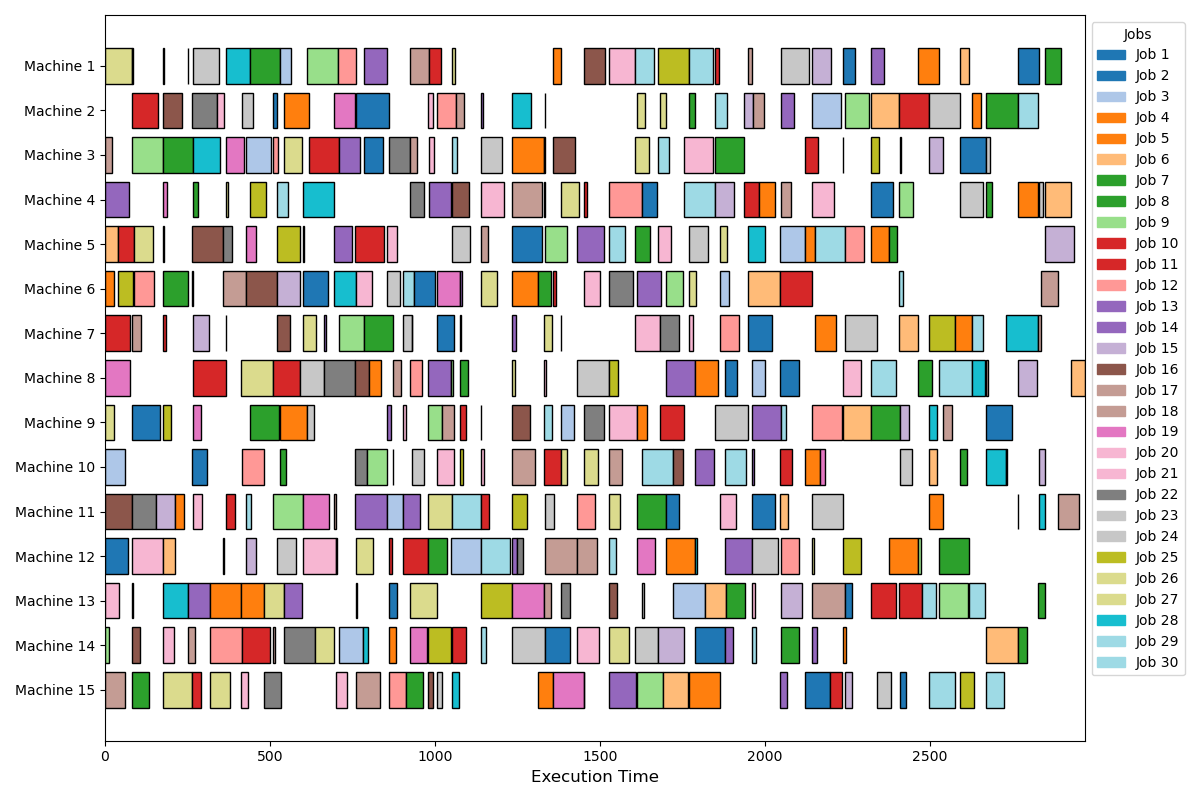 Machine 1
Machine 2
Machine 3
Machine 4
Machine 5
Machine 6
Machine 7
Machine 8
Machine 9
Machine 10
Machine 11
Machine 12
Machine 13
Machine 14
Machine 15
0 500 1000 1500 2000 2500
Execution Time
Jobs
Job 1
Job 2
Job 3
Job 4
Job 5
Job 6
Job 7
Job 8
Job 9
Job 10
Job 11
Job 12
Job 13
Job 14
Job 15
Job 16
Job 17
Job 18
Job 19
Job 20
Job 21
Job 22
Job 23
Job 24
Job 25
Job 26
Job 27
Job 28
Job 29
Job 30